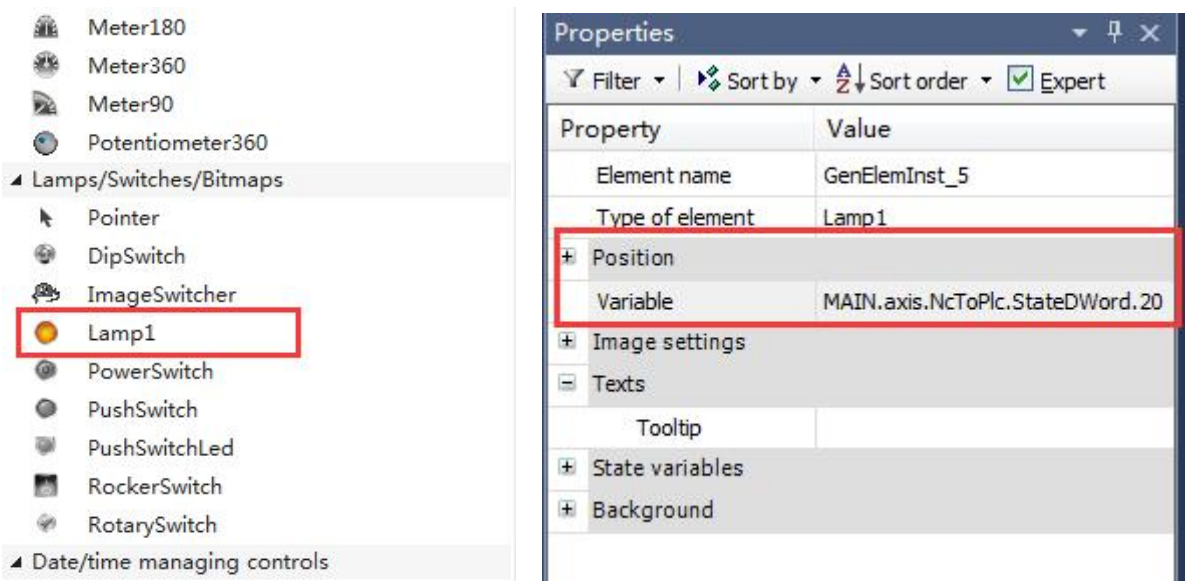 Meter180
Meter360
Meter90
Potentiometer360
Lamps/Switches/Bitmaps
Pointer
DipSwitch
ImageSwitcher
Lamp1
PowerSwitch
PushSwitch
PushSwitchLed
RockerSwitch
RotarySwitch
Date/time managing controls
Properties
Filter Sort by Sort order Expert
Property Value
Element name GenElemInst_5
Type of element Lamp1
Position
Variable MAIN.axis.NcToPlc.StateDWord.20
Image settings
Texts
Tooltip
State variables
Background